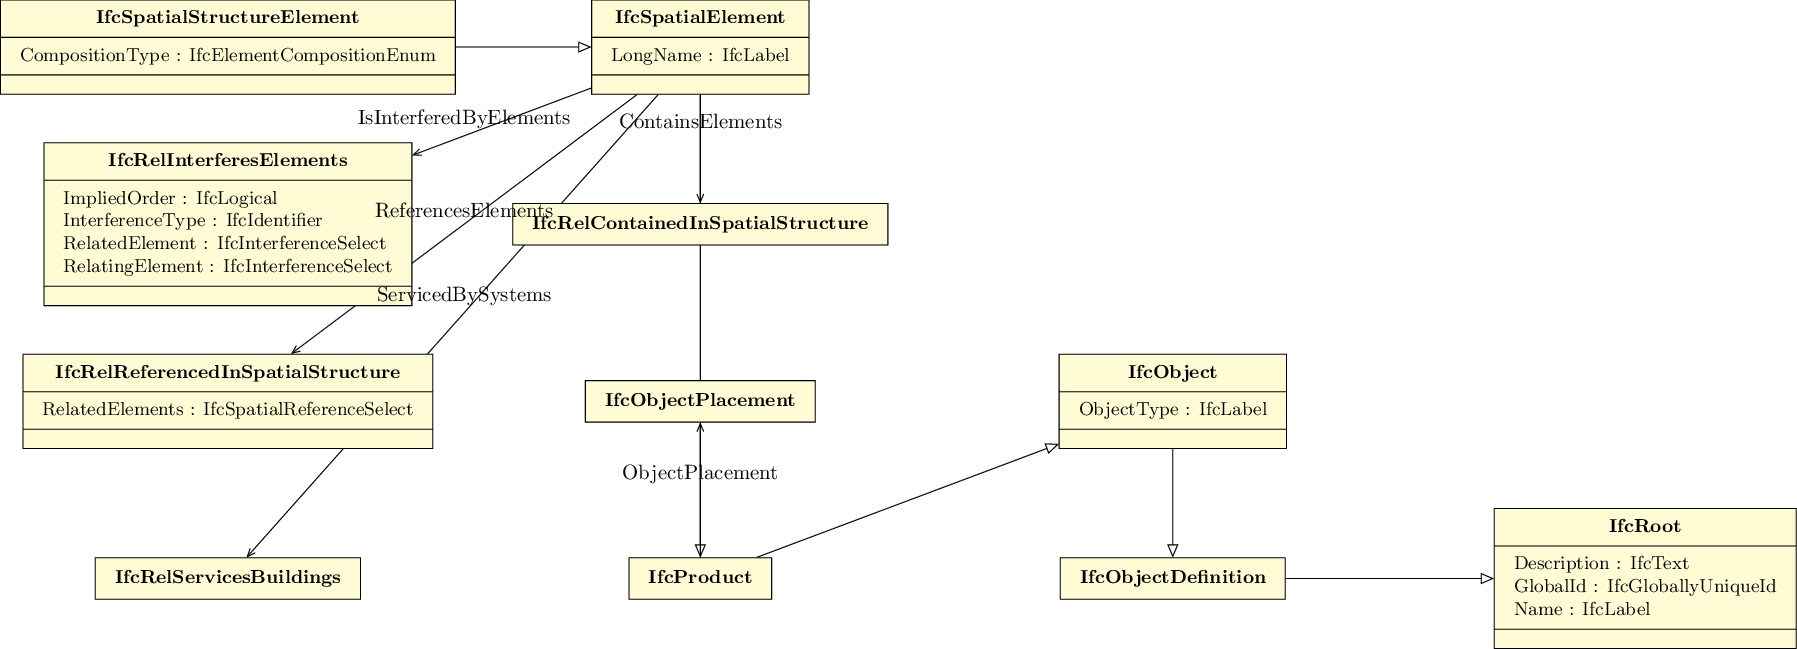 IfcSpatialStructureElement
CompositionType : IfcElementCompositionEnum
IfcSpatialElement
LongName : IfcLabel
IsInterferedByElements
ContainsElements
IfcRelInterferesElements
ImpliedOrder : IfcLogical
InterferenceType : IfcIdentifier
RelatedElement : IfcInterferenceSelect
RelatingElement : IfcInterferenceSelect
ReferencesElements
IfcRelContainedInSpatialStructure
ServicedBySystems
IfcRelReferencedInSpatialStructure
RelatedElements : IfcSpatialReferenceSelect
IfcObjectPlacement
IfcObject
ObjectType : IfcLabel
ObjectPlacement
IfcRelServicesBuildings
IfcProduct
IfcObjectDefinition
IfcRoot
Description : IfcText
GlobalId : IfcGloballyUniqueId
Name : IfcLabel